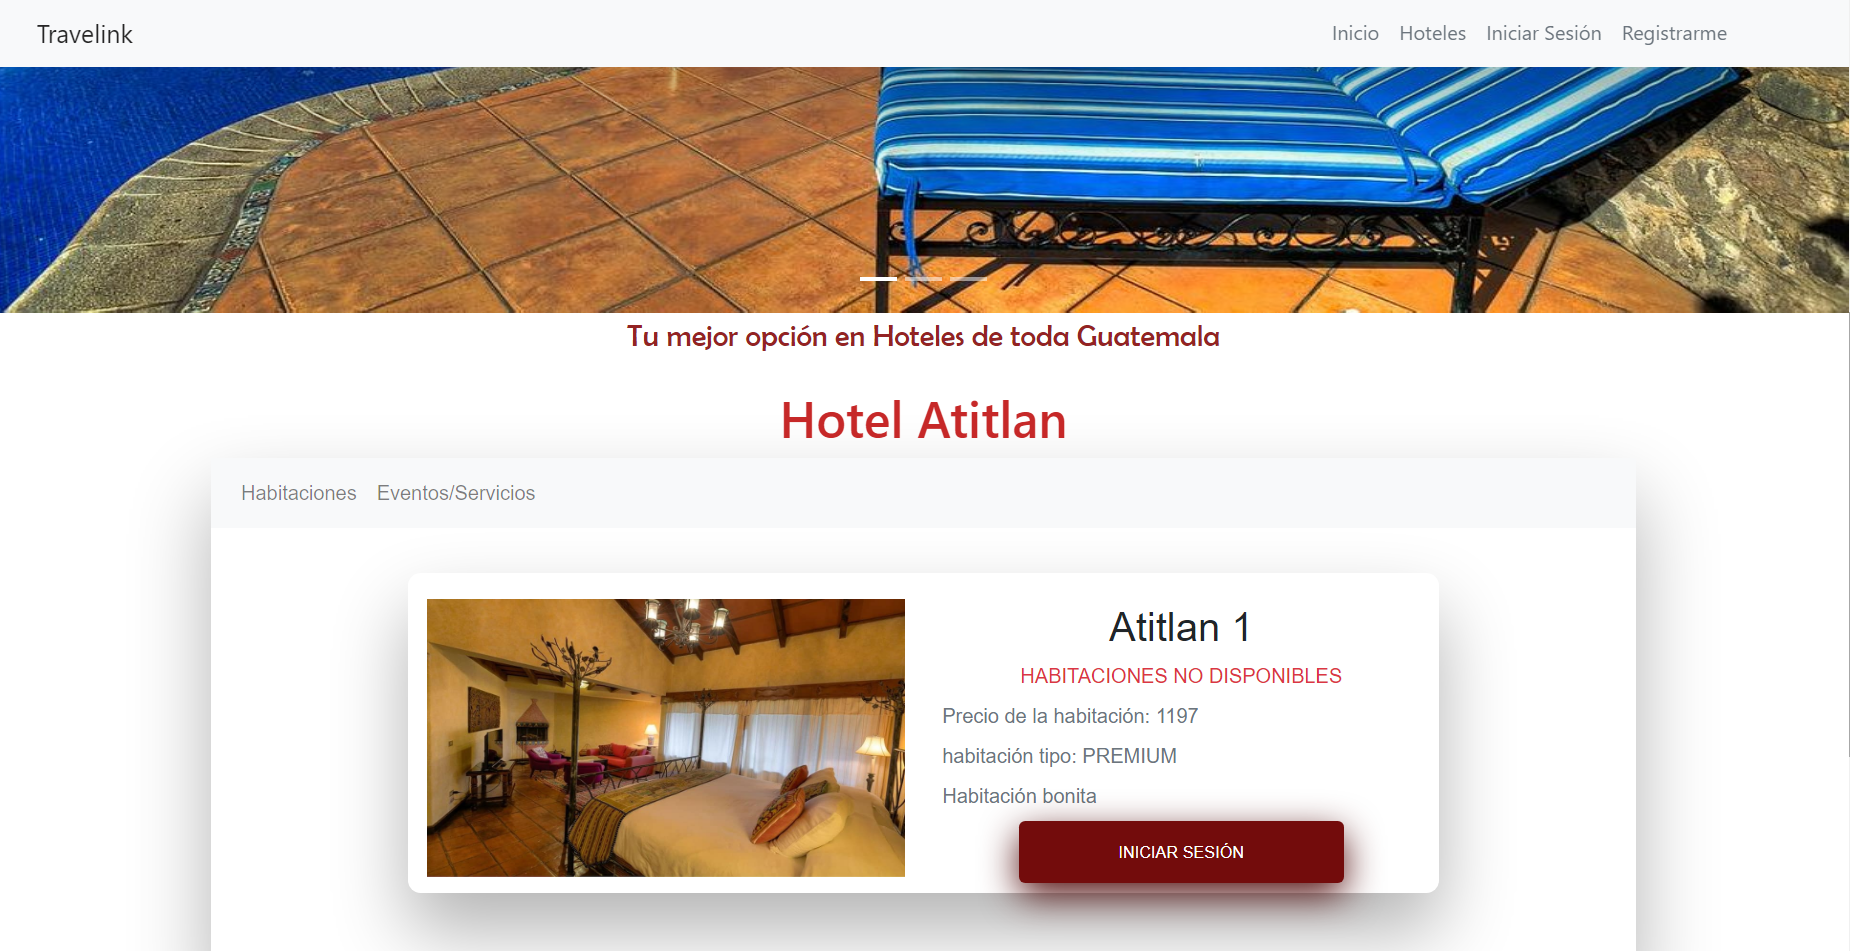 Travelink
Inicio Hoteles Iniciar Sesión Registrarme
Tu mejor opción en Hoteles de toda Guatemala
Hotel Atitlan
Habitaciones Eventos/Servicios
Atitlan 1
HABITACIONES NO DISPONIBLES
Precio de la habitación: 1197
habitación tipo: PREMIUM
Habitación bonita
INICIAR SESIÓN